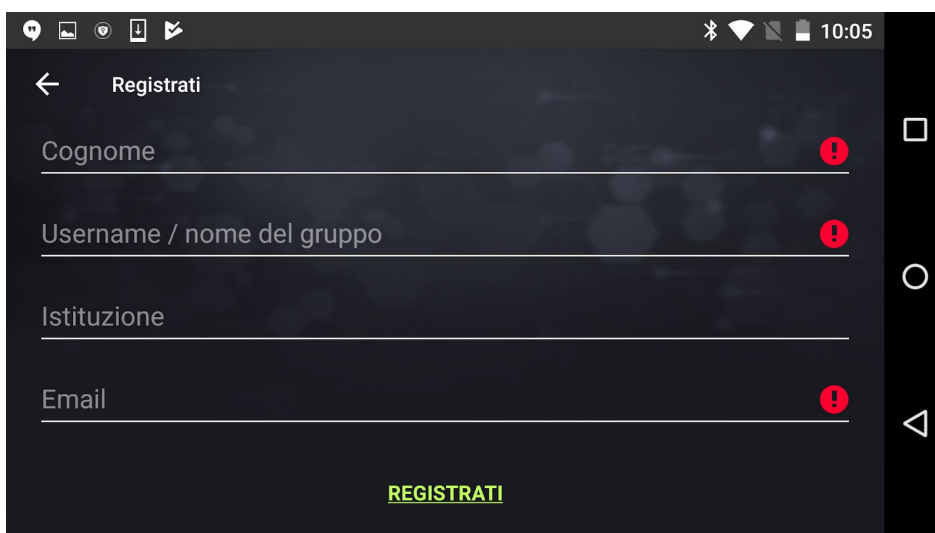 10:05
Registrati
Cognome
Username / nome del gruppo
Istituzione
Email
REGISTRATI